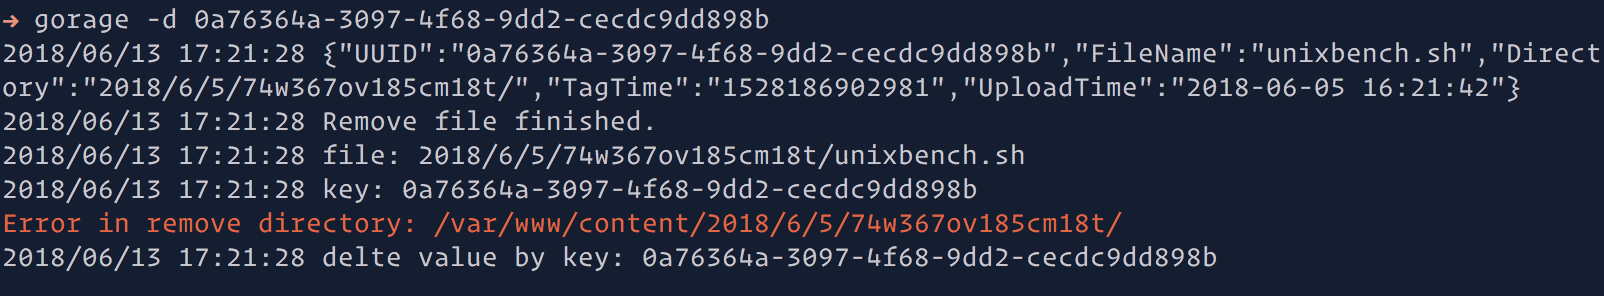 → gorage -d 0a76364a-3097-4f68-9dd2-cecdc9dd898b
2018/06/13 17:21:28 {"UUID":"0a76364a-3097-4f68-9dd2-cecdc9dd898b","FileName":"unixbench.sh","Direct
ory":"2018/6/5/74w367ov185cm18t/","TagTime":"1528186902981","UploadTime":"2018-06-05 16:21:42"}
2018/06/13 17:21:28 Remove file finished.
2018/06/13 17:21:28 file: 2018/6/5/74w367ov185cm18t/unixbench.sh
2018/06/13 17:21:28 key: 0a76364a-3097-4f68-9dd2-cecdc9dd898b
Error in remove directory: /var/www/content/2018/6/5/74w367ov185cm18t/
2018/06/13 17:21:28 delte value by key: 0a76364a-3097-4f68-9dd2-cecdc9dd898b